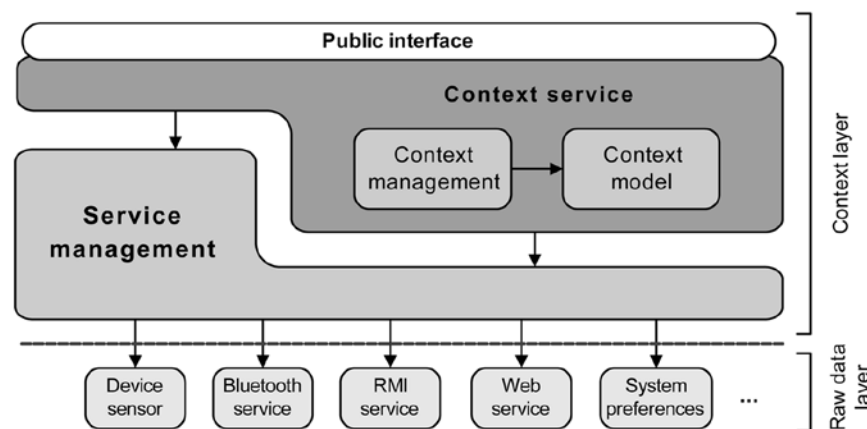 Public interface
Context service
Context
management
Context
model
Service
management
Context layer
Device
sensor
Bluetooth
service
RMI
service
Web
service
System
preferences
...
Raw data
layer